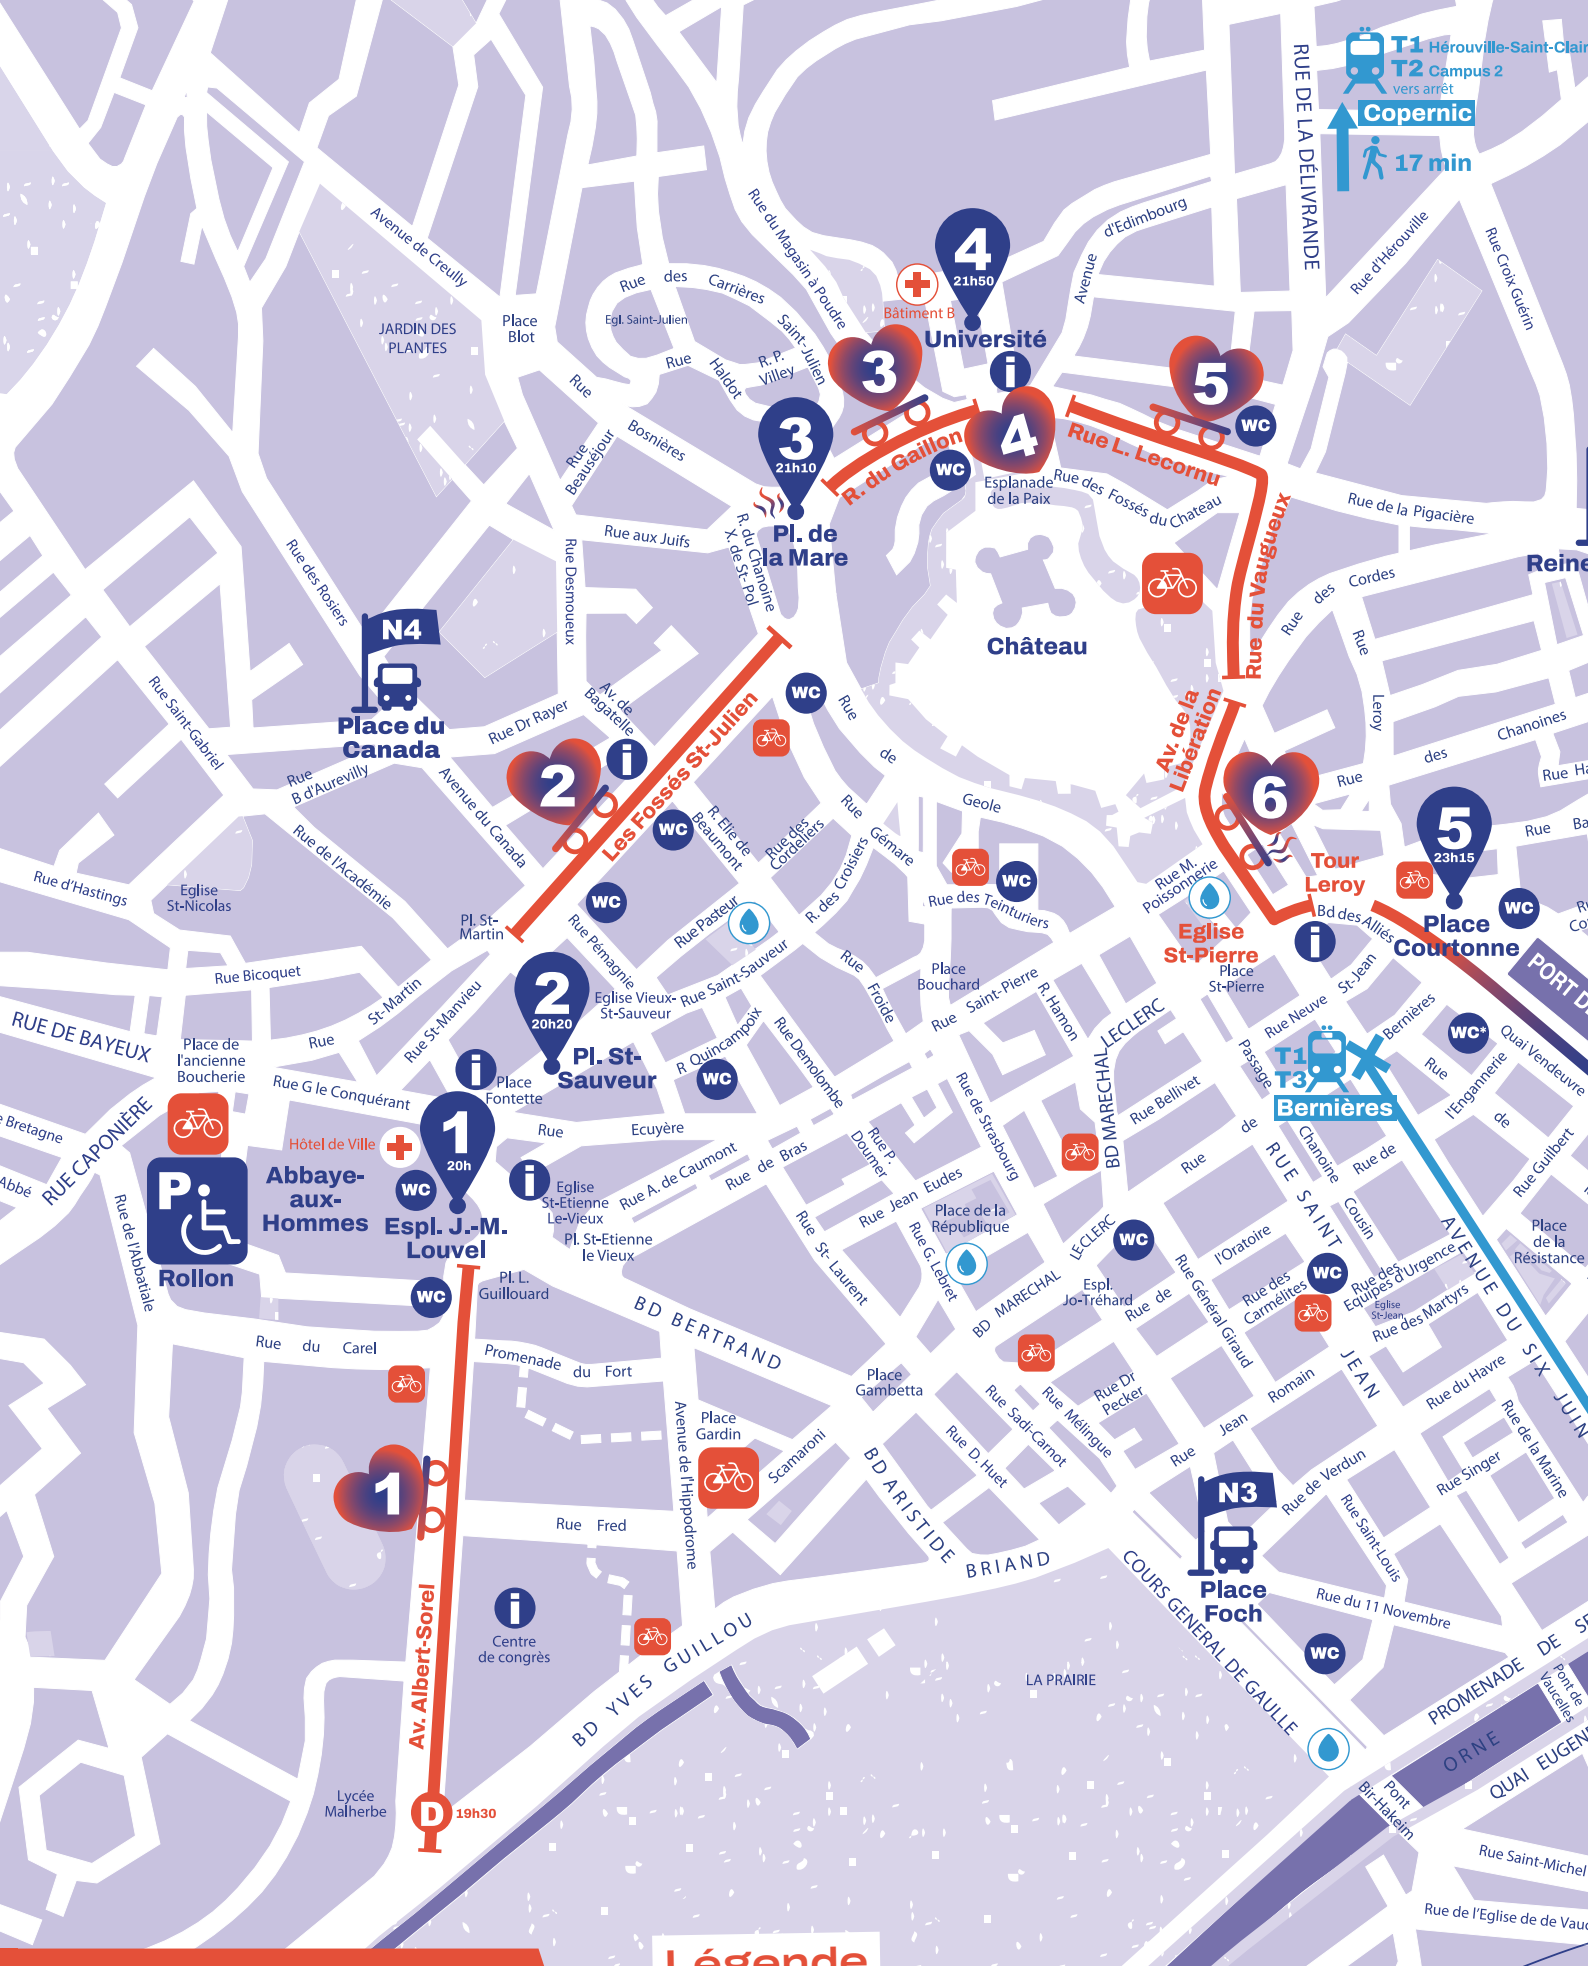 T1 Hérouville-Saint-Clair
T2 Campus 2
vers arrêt
Copernic
17 min
RUE DE LA DÉLIVRANDE
Rue d'Hérouville
Rue Croix Guérin
Avenue
d'Edimbourg
Avenue de Creully
Rue du Magasin à Poudre
4
21h50
Université
Bâtiment B
Rue des Carrières
Saint-Julien
Egl. Saint-Julien
Place
Blot
JARDIN DES
PLANTES
Rue
Haldot
R. P.
Villey
3
i
5
WC
4
Rue
Bosnières
Rue
Beauséjour
3
21h10
Pl. de
la Mare
R. du Gaillon
WC
Esplanade
de la Paix
Rue L. Lecornu
Rue des Fossés du Chateau
Rue de la Pigacière
Reine
Rue aux Juifs
R. du Chanoine
X. de St-Pol
Rue Desmoueux
Rue des Rosiers
Rue du Vaugueux
Rue des Cordes
Rue
Leroy
Château
N4
Place du
Canada
Rue Saint-Gabriel
Rue Dr Rayer
Av. de
Bagatelle
WC
Rue
de
Geole
Les Fossés St-Julien
Av. de la
Libération
Rue
des
Chanoines
Rue Ha
2
i
Rue
B d'Aurevilly
Avenue du Canada
WC
R. Elie de
Beaumont
Rue des
Cordeliers
Rue
Gémare
6
5
23h15
Place
Courtonne
Rue Ba
Rue d'Hastings
Eglise
St-Nicolas
Rue de l'Académie
R. des Croisiers
WC
Rue des Teinturiers
Rue M.
Poissonnerie
Tour
Leroy
WC
Bd des Alliés
Eglise
St-Pierre
i
Place
St-Pierre
Pl. St-
Martin
WC
Rue Pémagnie
Rue Pasteur
Rue Saint-Sauveur
Rue
Froide
Place
Bouchard
Rue Saint-Pierre
R. Hamon
St-Jean
Rue Neuve
PORT D
Rue Bicoquet
2
20h20
Pl. St-
Sauveur
Eglise Vieux-
St-Sauveur
RUE DE BAYEUX
Place de
l'ancienne
Boucherie
Rue
St-Martin
Rue St-Manvieu
i
Place
Fontette
R Quincampoix
WC
Rue Demolombe
Rue de Strasbourg
BD MARECHAL LECLERC
Passage
T1
T3
Bernières
Bernières
WC*
Quai Vendeuvre
l'Engannerie
Rue
de
Rue G le Conquérant
e Bretagne
RUE CAPONIÈRE
Abbé
Hôtel de Ville
1
20h
Rue
Ecuyère
Rue P.
Doumer
Rue Bellivet
Rue
de
Chanoine
Cousin
Rue de
Rue Guilbert
P
Rollon
Abbaye-
aux-
Hommes
WC
Espl. J.-M.
Louvel
i
Eglise
St-Etienne
Le-Vieux
Pl. St-Etienne
le Vieux
Rue A. de Caumont
Rue de Bras
Rue Jean Eudes
Place de la
République
Rue G. Lebret
Rue St-Laurent
WC
LECLERC
BD MARECHAL
Espl.
Jo-Tréhard
Rue de
l'Oratoire
Rue Général Giraud
Rue des
Carmélites
WC
Rue des
Equipes d'Urgence
Eglise
St-Jean
Rue des Martyrs
RUE SAINT JEAN
AVENUE DU SIX JUIN
Place
de la
Résistance
Rue de l'Abbatiale
WC
Pl. L.
Guillouard
BD BERTRAND
Rue du Carel
Promenade du Fort
Place
Gambetta
Rue Dr
Pecker
Rue Mélingue
Rue Sadi-Carnot
Rue D. Huet
Rue
Jean
Romain
Rue du Havre
Rue de la Marine
Avenue de l'Hippodrome
Place
Gardin
Scamaroni
BD ARISTIDE BRIAND
Rue de Verdun
Rue Singer
Rue Saint-Louis
1
Rue Fred
N3
Place
Foch
Rue du 11 Novembre
COURS GENERAL DE GAULLE
Av. Albert-Sorel
i
Centre
de congrès
BD YVES GUILLOU
LA PRAIRIE
WC
PROMENADE DE SE
Pont de
Vaucelles
ORNE
QUAI EUGENE
Pont
Bir-Hakeim
Lycée
Malherbe
D 19h30
Rue Saint-Michel
Rue de l'Eglise de de Vauc
Légende